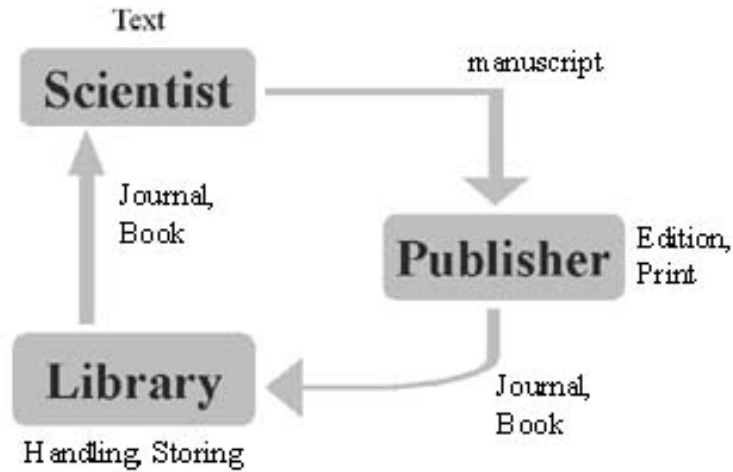 Text
Scientist
manuscript
Journal,
Book
Publisher
Edition,
Print
Library
Journal,
Book
Handling, Storing